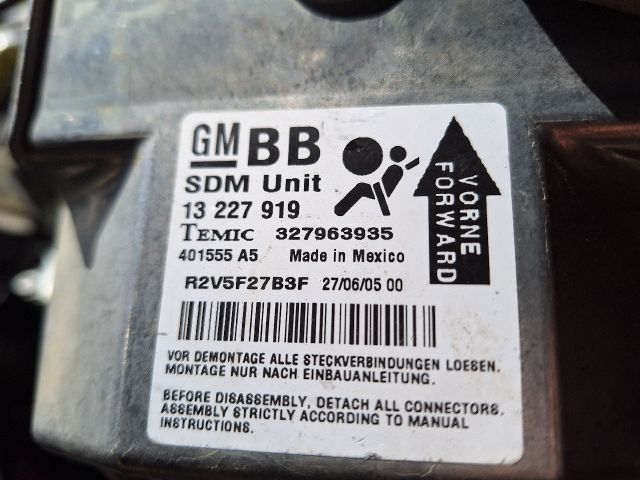 GM BB
SDM Unit
13 227 919
TEMIC 327963935
401555 A5 Made in Mexico
R2V5F27B3F 27/06/05 00
VORNE
FORWARD
VOR DEMONTAGE ALLE STECKVERBINDUNGEN LOESEN.
MONTAGE NUR NACH EINBAUANLEITUNG.
BEFORE DISASSEMBLY, DETACH ALL CONNECTORS.
ASSEMBLY STRICTLY ACCORDING TO MANUAL
INSTRUCTIONS.